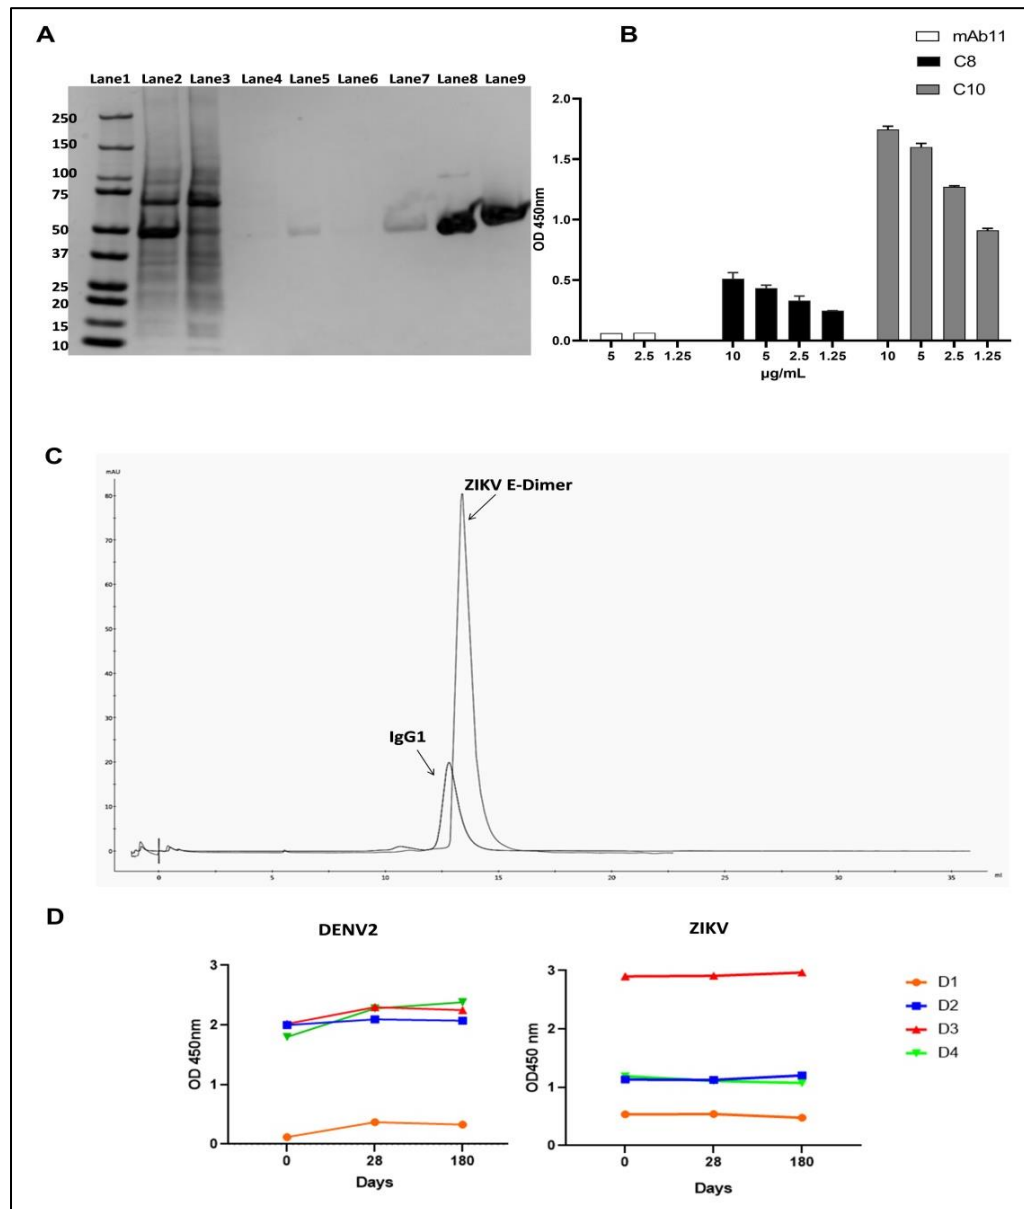 A
Lane1 Lane2 Lane3 Lane4 Lane5 Lane6 Lane7 Lane8 Lane9
250
150
100
75
50
37
25
20
15
10
B
mAb11
C8
C10
OD 450nm
2.0
1.5
1.0
0.5
0.0
5 2.5 1.25 10 5 2.5 1.25 10 5 2.5 1.25
µg/mL
C
mAU
80
70
60
50
40
30
20
10
0
ZIKV E-Dimer
IgG1
0 5 10 15 20 25 30 35 ml
D
DENV2
OD 450nm
3
2
1
0
0 28 180
Days
ZIKV
OD450 nm
3
2
1
0
0 28 180
Days
D1
D2
D3
D4